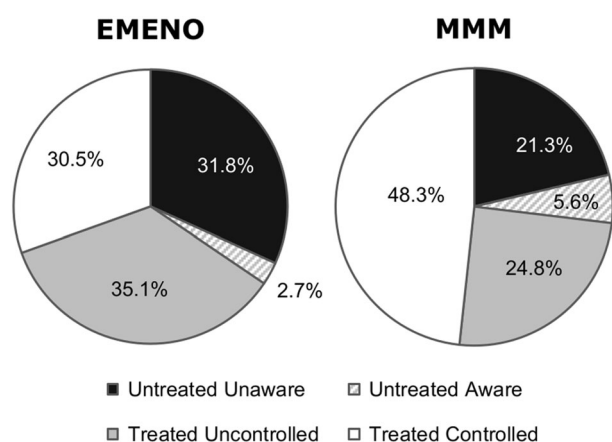 EMENO MMM
30.5% 31.8% 48.3% 21.3%
5.6%
35.1% 2.7% 24.8%
Untreated Unaware Untreated Aware
Treated Uncontrolled Treated Controlled